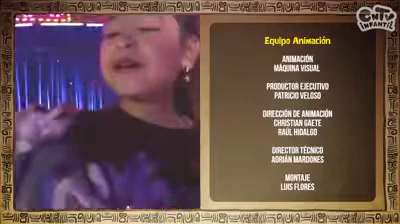 CNTV
INFANTIL
Equipo Animación
ANIMACIÓN
MÁQUINA VISUAL
PRODUCTOR EJECUTIVO
PATRICIO VELOSO
DIRECCIÓN DE ANIMACIÓN
CHRISTIAN GAETE
RAÚL HIDALGO
DIRECTOR TÉCNICO
ADRIÁN MARDONES
MONTAJE
LUIS FLORES